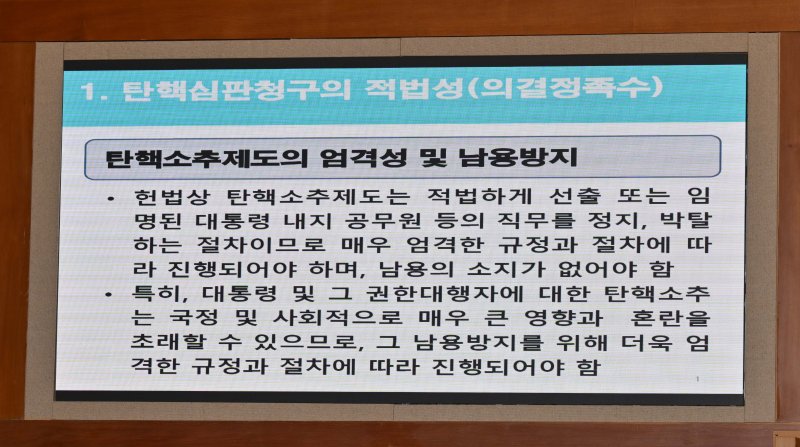 1. 탄핵심판청구의 적법성(의결정족수)
탄핵소추제도의 엄격성 및 남용방지
• 헌법상 탄핵소추제도는 적법하게 선출 또는 임
명된 대통령 내지 공무원 등의 직무를 정지, 박탈
하는 절차이므로 매우 엄격한 규정과 절차에 따
라 진행되어야 하며, 남용의 소지가 없어야 함
• 특히, 대통령 및 그 권한대행자에 대한 탄핵소추
는 국정 및 사회적으로 매우 큰 영향과 혼란을
초래할 수 있으므로, 그 남용방지를 위해 더욱 엄
격한 규정과 절차에 따라 진행되어야 함
1